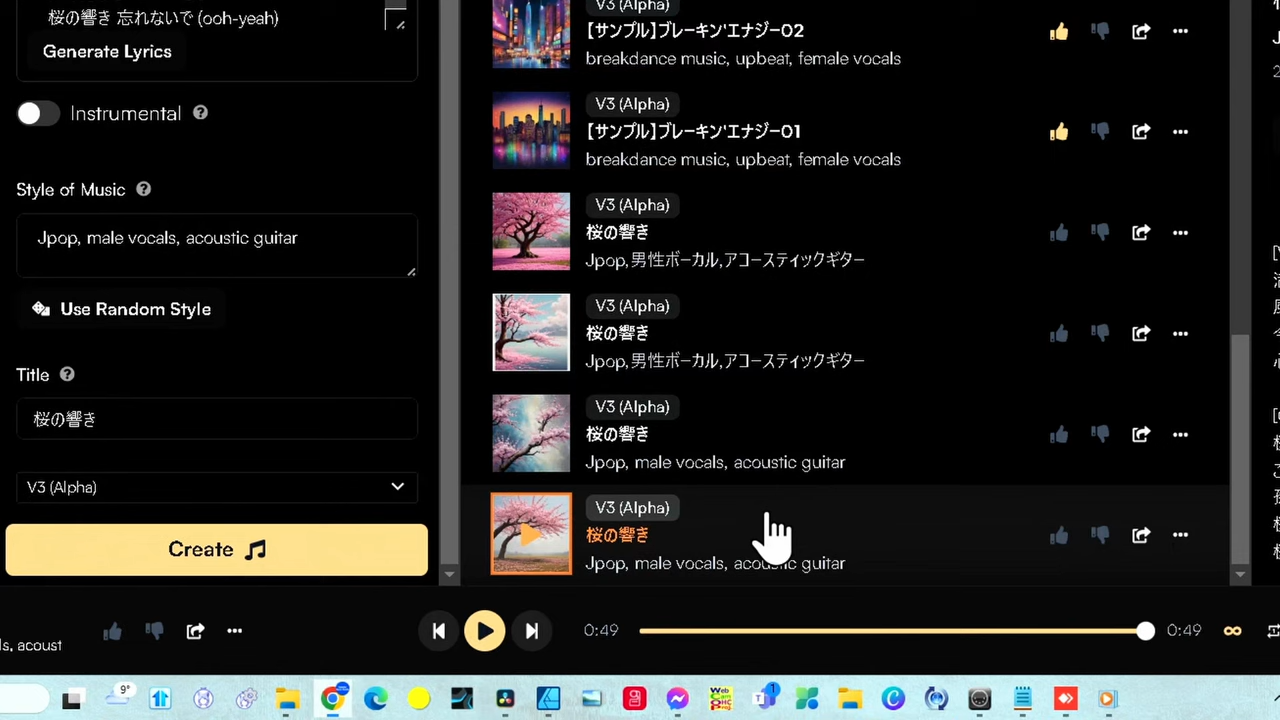 桜の響き 忘れないで (ooh-yeah)
Generate Lyrics
Instrumental
Style of Music
Jpop, male vocals, acoustic guitar
Use Random Style
Title
桜の響き
V3 (Alpha)
Create
V3 (Alpha)
【サンプル】ブレーキン'エナジー02
breakdance music, upbeat, female vocals
V3 (Alpha)
【サンプル】ブレーキン'エナジー01
breakdance music, upbeat, female vocals
V3 (Alpha)
桜の響き
Jpop,男性ボーカル,アコースティックギター
V3 (Alpha)
桜の響き
Jpop,男性ボーカル,アコースティックギター
V3 (Alpha)
桜の響き
Jpop, male vocals, acoustic guitar
V3 (Alpha)
桜の響き
Jpop, male vocals, acoustic guitar
ls, acoust
0:49
0:49
9°